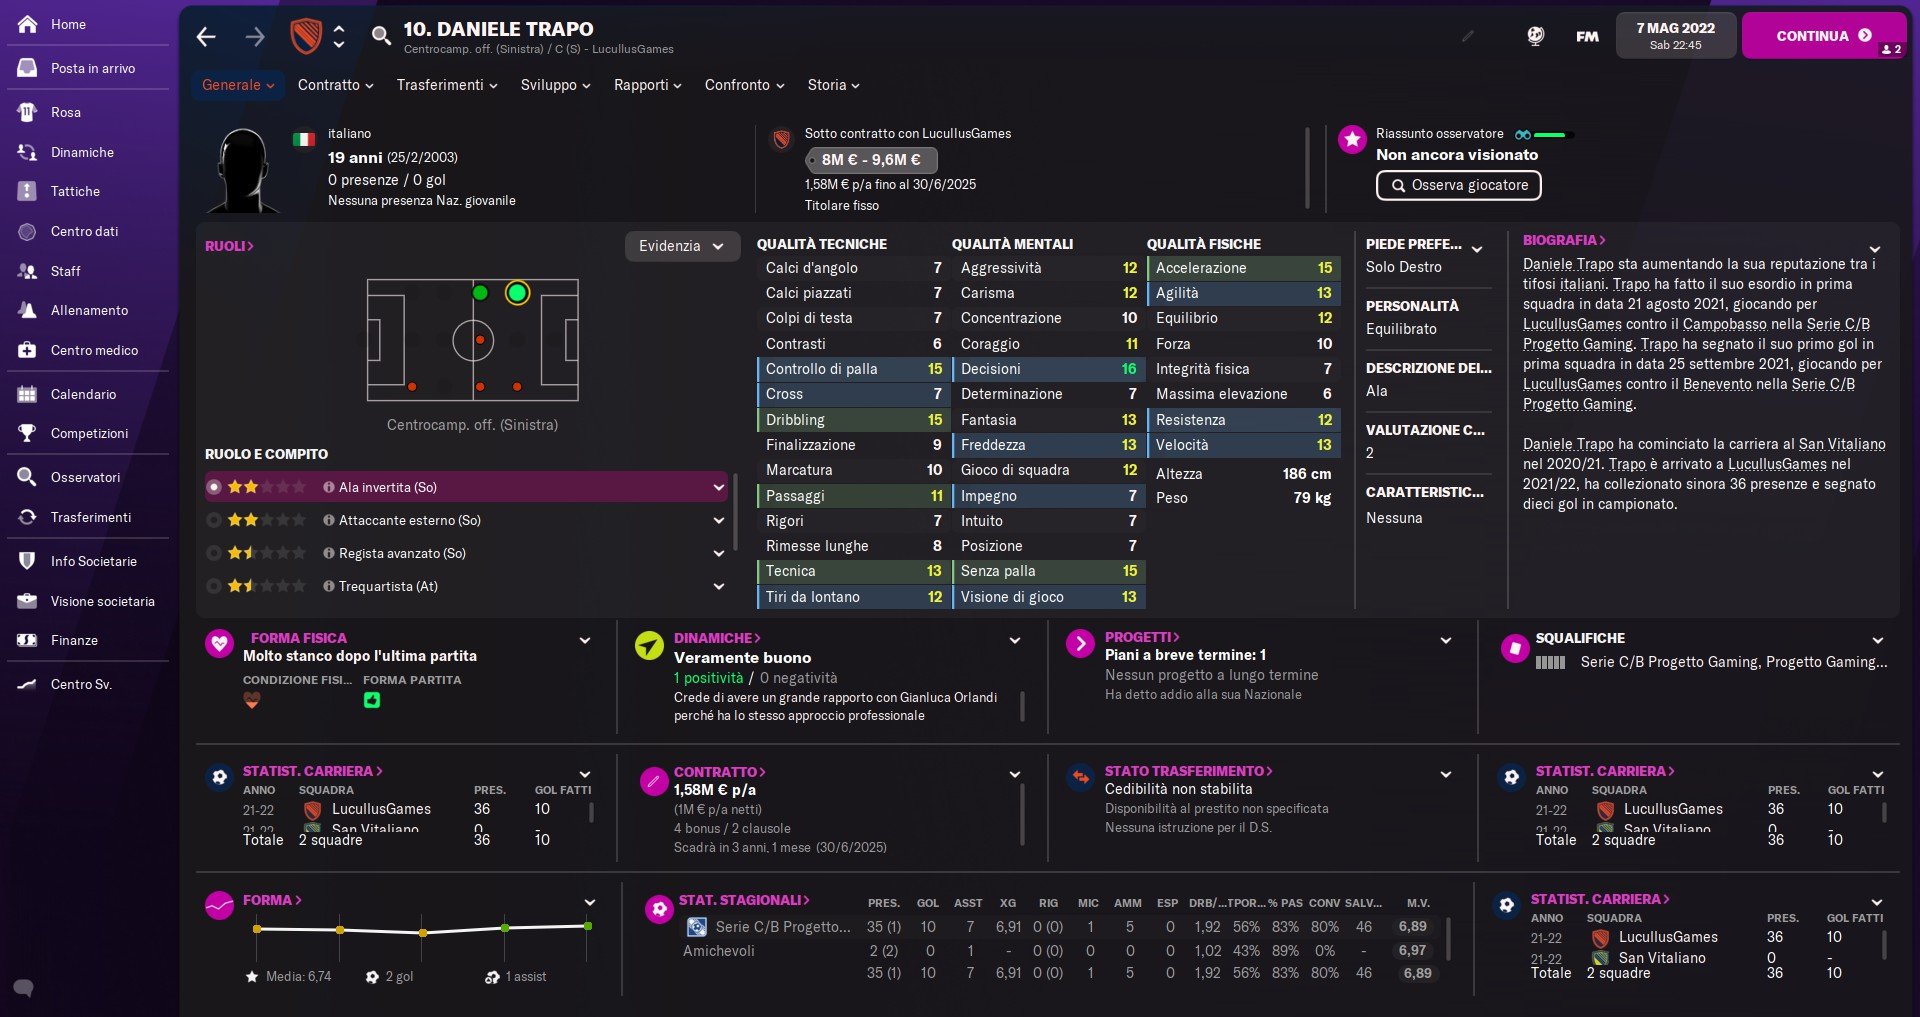 Home
Posta in arrivo
Rosa
Dinamiche
Tattiche
Centro dati
Staff
Allenamento
Centro medico
Calendario
Competizioni
Osservatori
Trasferimenti
Info Societarie
Visione societaria
Finanze
Centro Sv.
10. DANIELE TRAPO
Centrocamp. off. (Sinistra) / C (S) - LucullusGames
FM
7 MAG 2022
Sab 22:45
CONTINUA
2
Generale
Contratto
Trasferimenti
Sviluppo
Rapporti
Confronto
Storia
italiano
19 anni (25/2/2003)
0 presenze / 0 gol
Nessuna presenza Naz. giovanile
Sotto contratto con LucullusGames
8M € - 9,6M €
1,58M € p/a fino al 30/6/2025
Titolare fisso
Riassunto osservatore
Non ancora visionato
Osserva giocatore
RUOLI
Evidenzia
Centrocamp. off. (Sinistra)
RUOLO E COMPITO
Ala invertita (So)
Attaccante esterno (So)
Regista avanzato (So)
Trequartista (At)
QUALITÀ TECNICHE
Calci d'angolo 7
Calci piazzati 7
Colpi di testa 7
Contrasti 6
Controllo di palla 15
Cross 7
Dribbling 15
Finalizzazione 9
Marcatura 10
Passaggi 11
Rigori 7
Rimesse lunghe 8
Tecnica 13
Tiri da lontano 12
QUALITÀ MENTALI
Aggressività 12
Carisma 12
Concentrazione 10
Coraggio 11
Decisioni 16
Determinazione 7
Fantasia 13
Freddezza 13
Gioco di squadra 12
Impegno 7
Intuito 7
Posizione 7
Senza palla 15
Visione di gioco 13
QUALITÀ FISICHE
Accelerazione 15
Agilità 13
Equilibrio 12
Forza 10
Integrità fisica 7
Massima elevazione 6
Resistenza 12
Velocità 13
Altezza 186 cm
Peso 79 kg
PIEDE PREFE...
Solo Destro
PERSONALITÀ
Equilibrato
DESCRIZIONE DEI...
Ala
VALUTAZIONE C...
2
CARATTERISTIC...
Nessuna
BIOGRAFIA
Daniele Trapo sta aumentando la sua reputazione tra i
tifosi italiani. Trapo ha fatto il suo esordio in prima
squadra in data 21 agosto 2021, giocando per
LucullusGames contro il Campobasso nella Serie C/B
Progetto Gaming. Trapo ha segnato il suo primo gol in
prima squadra in data 25 settembre 2021, giocando per
LucullusGames contro il Benevento nella Serie C/B
Progetto Gaming.
Daniele Trapo ha cominciato la carriera al San Vitaliano
nel 2020/21. Trapo è arrivato a LucullusGames nel
2021/22, ha collezionato sinora 36 presenze e segnato
dieci gol in campionato.
FORMA FISICA
Molto stanco dopo l'ultima partita
CONDIZIONE FISI... FORMA PARTITA
DINAMICHE
Veramente buono
1 positività / 0 negatività
Crede di avere un grande rapporto con Gianluca Orlandi
perché ha lo stesso approccio professionale
PROGETTI
Piani a breve termine: 1
Nessun progetto a lungo termine
Ha detto addio alla sua Nazionale
SQUALIFICHE
Serie C/B Progetto Gaming, Progetto Gaming...
STATIST. CARRIERA
ANNO SQUADRA PRES. GOL FATTI
21-22 LucullusGames 36 10
21-22 San Vitaliano 0 -
Totale 2 squadre 36 10
CONTRATTO
1,58M € p/a
(1M € p/a netti)
4 bonus / 2 clausole
Scadrà in 3 anni, 1 mese (30/6/2025)
STATO TRASFERIMENTO
Cedibilità non stabilita
Disponibilità al prestito non specificata
Nessuna istruzione per il D.S.
STATIST. CARRIERA
ANNO SQUADRA PRES. GOL FATTI
21-22 LucullusGames 36 10
21-22 San Vitaliano 0 -
Totale 2 squadre 36 10
FORMA
Media: 6,74 2 gol 1 assist
STAT. STAGIONALI PRES. GOL ASST XG RIG MIC AMM ESP DRB/... TPOR... % PAS CONV SALV... M.V.
Serie C/B Progetto... 35 (1) 10 7 6,91 0 (0) 1 5 0 1,92 56% 83% 80% 46 6,89
Amichevoli 2 (2) 0 1 - 0 (0) 0 0 0 1,02 43% 89% 0% - 6,97
35 (1) 10 7 6,91 0 (0) 1 5 0 1,92 56% 83% 80% 46 6,89
STATIST. CARRIERA
ANNO SQUADRA PRES. GOL FATTI
21-22 LucullusGames 36 10
21-22 San Vitaliano 0 -
Totale 2 squadre 36 10